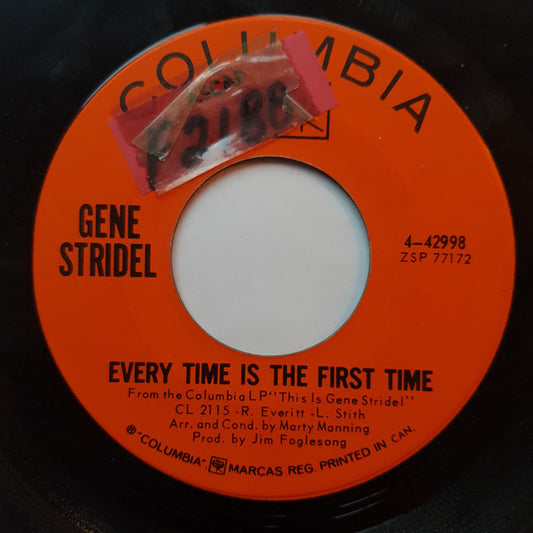 COLUMBIA
GENE
STRIDEL
4-42998
ZSP 77172
EVERY TIME IS THE FIRST TIME
From the Columbia LP "This Is Gene Stridel"
CL 2115 -R. Everitt -L. Stith
Arr. and Cond. by Marty Manning
Prod. by Jim Foglesong
® "COLUMBIA", MARCAS REG. PRINTED IN CAN.